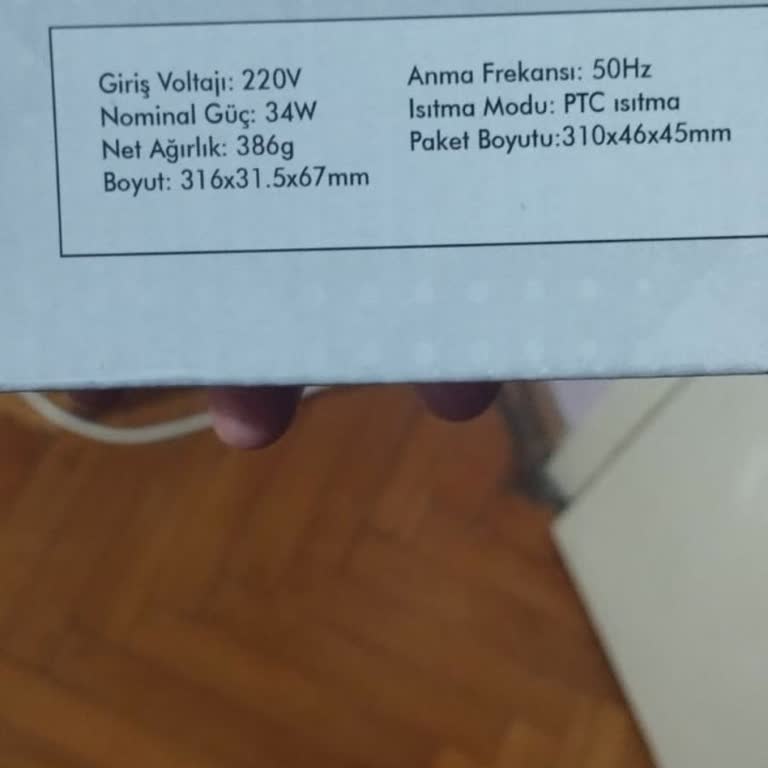 Giriş Voltajı: 220V
Nominal Güç: 34W
Net Ağırlık: 386g
Boyut: 316x31.5x67mm
Anma Frekansı: 50Hz
Isıtma Modu: PTC ısıtma
Paket Boyutu:310x46x45mm